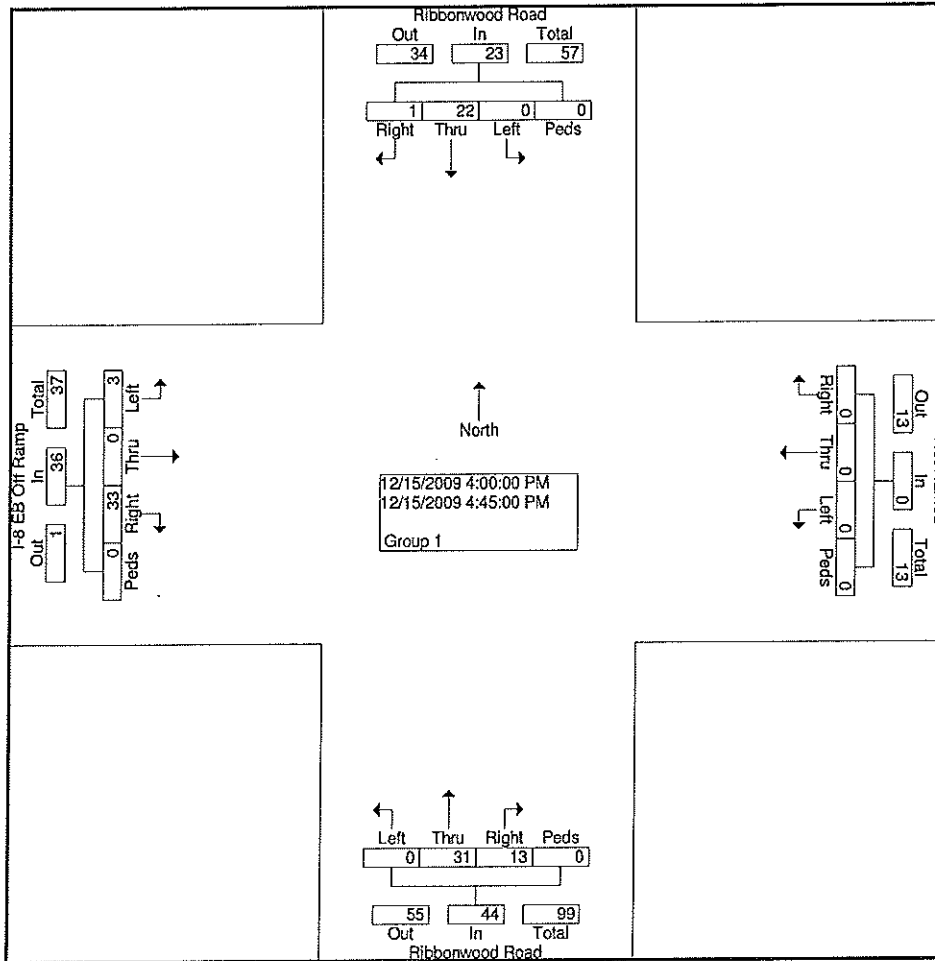 Ribbonwood Road
Out In Total
34 23 57
1 22 0 0
Right Thru Left Peds
I-8 EB Off Ramp
Total In Out
37 36 1
3 0 33 0
Left Thru Right Peds
North
12/15/2009 4:00:00 PM
12/15/2009 4:45:00 PM
Group 1
Right Thru Left Peds
0 0 0 0
Out In Total
13 0 13
Left Thru Right Peds
0 31 13 0
55 44 99
Out In Total
Ribbonwood Road